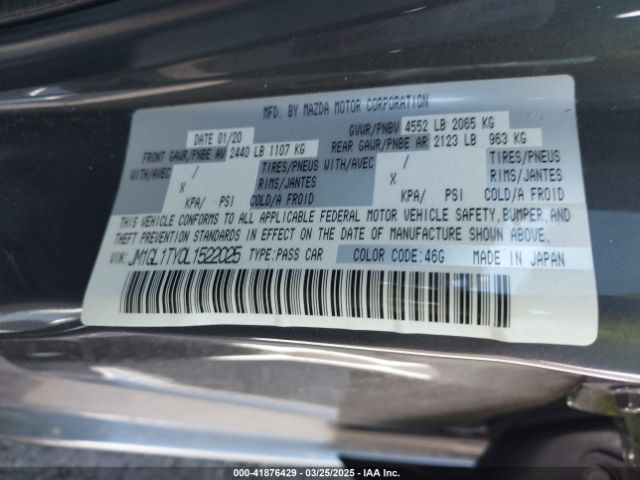 MFD. BY MAZDA MOTOR CORPORATION
DATE 01/20 GVWR/PNBV 4552 LB 2065 KG
FRONT GAWR/PNBE AV 2440 LB 1107 KG REAR GAWR/PNBE AR 2123 LB 963 KG
WITH/AVEC / TIRES/PNEUS WITH/AVEC / TIRES/PNEUS
X RIMS/JANTES X RIMS/JANTES
KPA/ PSI COLD/A FROID KPA/ PSI COLD/A FROID
THIS VEHICLE CONFORMS TO ALL APPLICABLE FEDERAL MOTOR VEHICLE SAFETY, BUMPER, AND
THEFT PREVENTION STANDARDS IN EFFECT ON THE DATE OF MANUFACTURE SHOWN ABOVE.
VIN: JM1GL1TY0L1522025 TYPE:PASS CAR COLOR CODE:46G MADE IN JAPAN
000-41876429 — 03/25/2025 — IAA Inc.